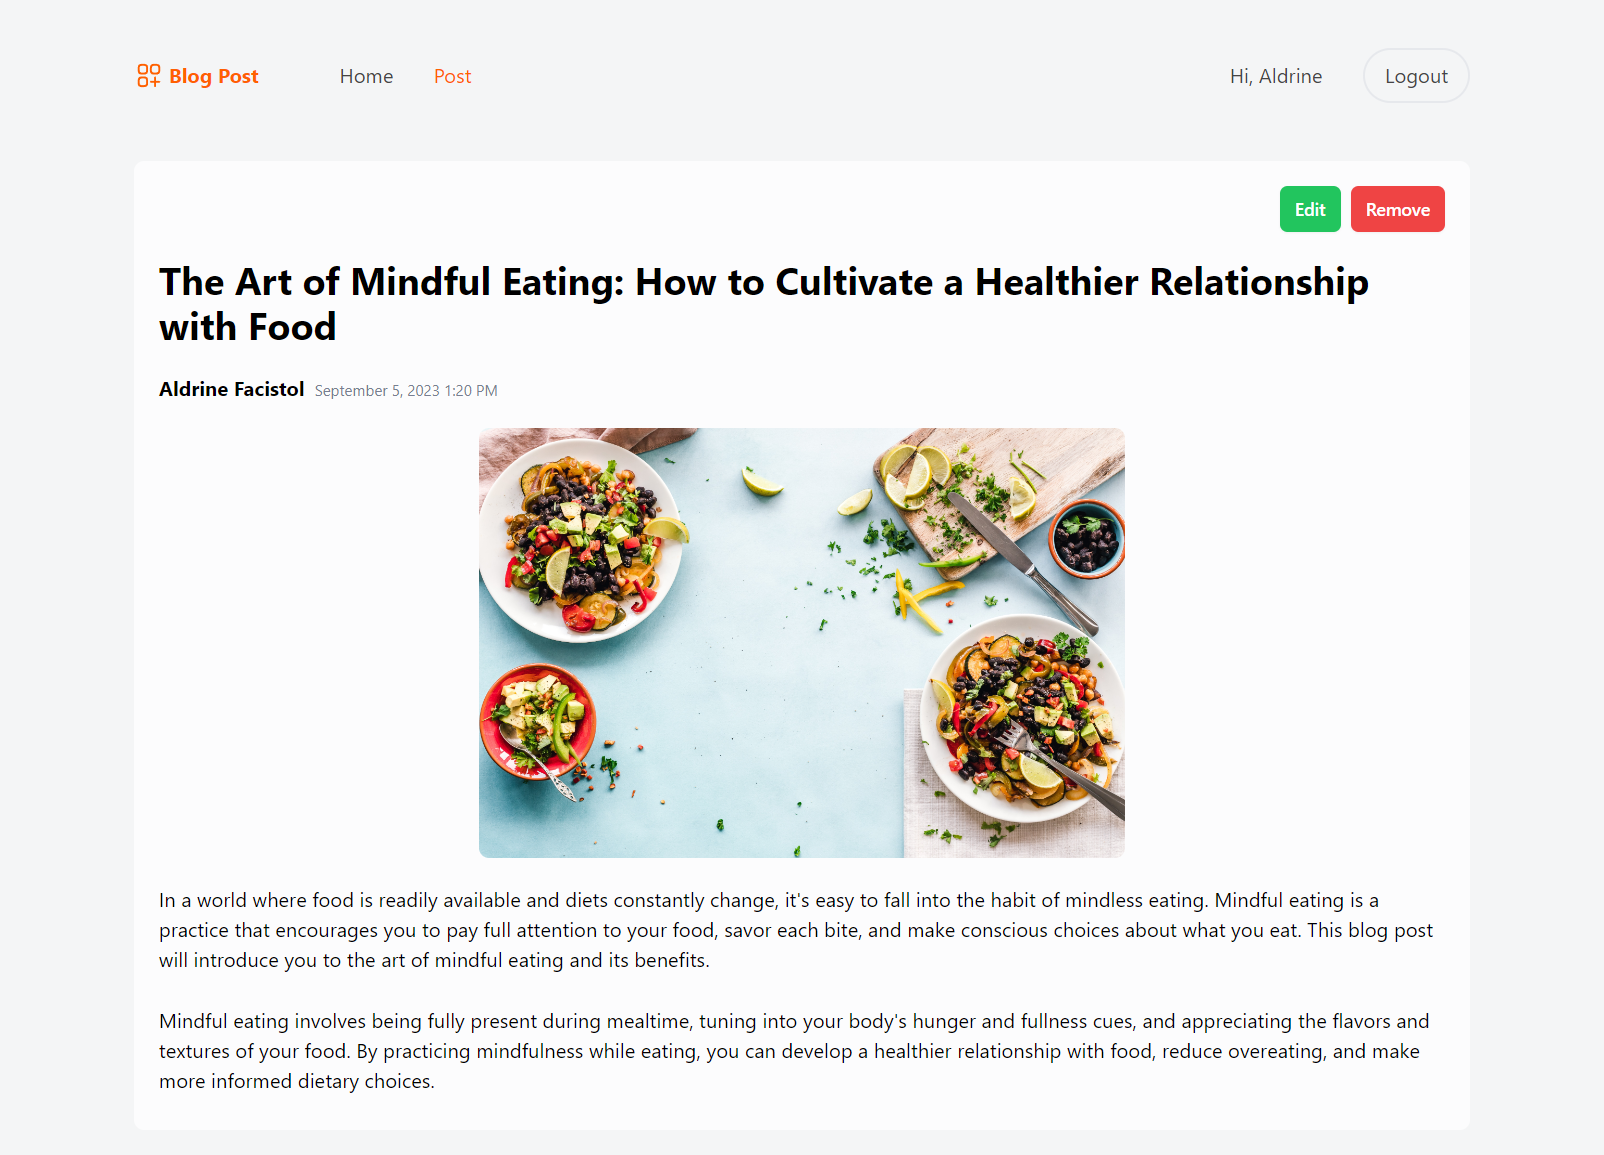 Blog Post
Home
Post
Hi, Aldrine
Logout
Edit
Remove
The Art of Mindful Eating: How to Cultivate a Healthier Relationship
with Food
Aldrine Facistol September 5, 2023 1:20 PM
In a world where food is readily available and diets constantly change, it's easy to fall into the habit of mindless eating. Mindful eating is a
practice that encourages you to pay full attention to your food, savor each bite, and make conscious choices about what you eat. This blog post
will introduce you to the art of mindful eating and its benefits.
Mindful eating involves being fully present during mealtime, tuning into your body's hunger and fullness cues, and appreciating the flavors and
textures of your food. By practicing mindfulness while eating, you can develop a healthier relationship with food, reduce overeating, and make
more informed dietary choices.